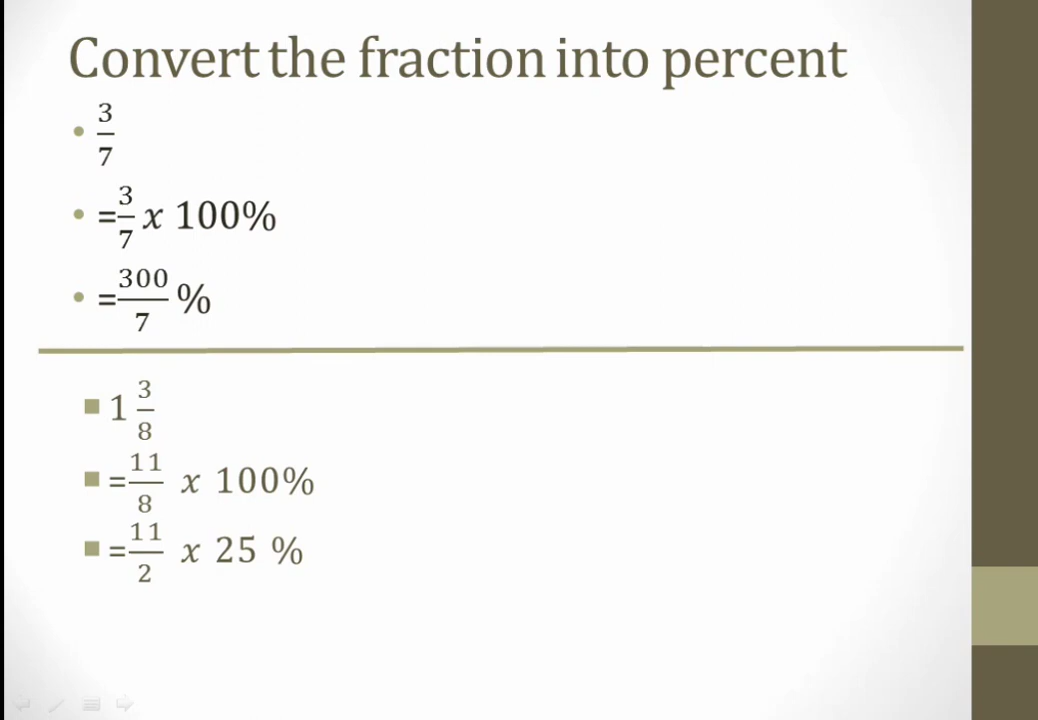 Convert the fraction into percent
• 3/7
• =3/7 x 100%
• =300/7 %
■ 1 3/8
■ =11/8 x 100%
■ =11/2 x 25 %